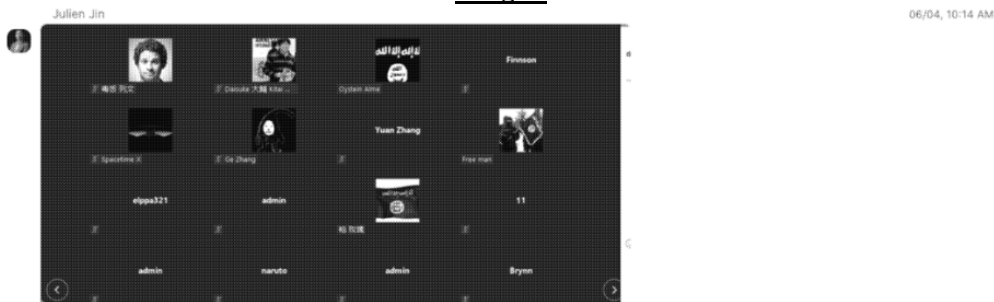 Julien Jin
06/04, 10:14 AM
Finnson
Daisuke 大輔 Kitai ...
Oystein Alme
Yuan Zhang
Spacetime X
Ge Zhang
Free man
elppa321
admin
11
admin
naruto
admin
Brynn